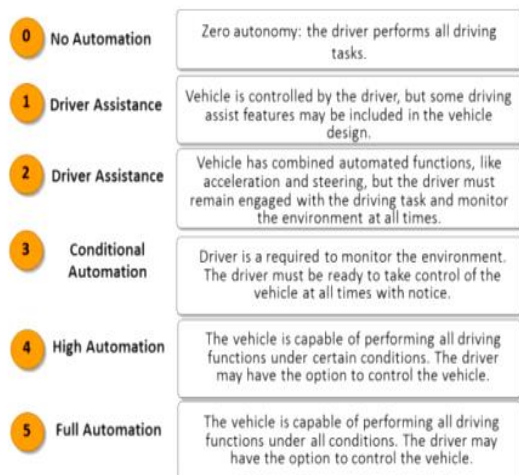 0
No Automation
Zero autonomy: the driver performs all driving
tasks.
1
Driver Assistance
Vehicle is controlled by the driver, but some driving
assist features may be included in the vehicle
design.
2
Driver Assistance
Vehicle has combined automated functions, like
acceleration and steering, but the driver must
remain engaged with the driving task and monitor
the environment at all times.
3
Conditional
Automation
Driver is a required to monitor the environment.
The driver must be ready to take control of the
vehicle at all times with notice.
4
High Automation
The vehicle is capable of performing all driving
functions under certain conditions. The driver
may have the option to control the vehicle.
5
Full Automation
The vehicle is capable of performing all driving
functions under all conditions. The driver may
have the option to control the vehicle.